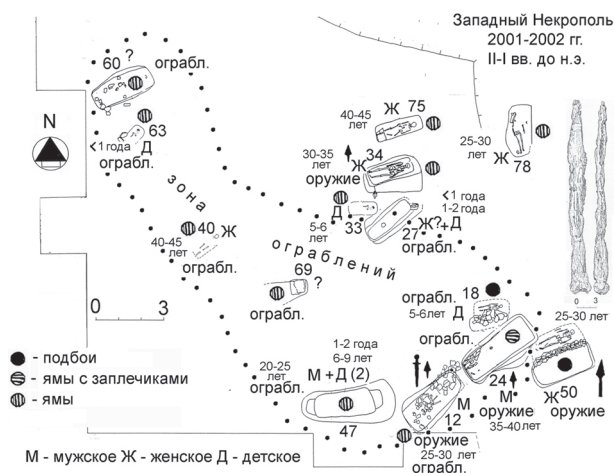 Западный Некрополь
2001-2002 гг.
II-I вв. до н.э.
60 ?
ограбл.
63
Д
<1 года
ограбл.
N
Ж 75
40-45
лет
25-30
лет
Ж 78
30-35
лет
34
Ж
оружие
Д
33
5-6
лет
<1 года
1-2 года
Ж?+Д
27
ограбл.
зона
ограблений
40 Ж
40-45
лет
ограбл.
0 3
69
?
ограбл.
ограбл. 18
5-6лет Д
ограбл.
0 3
25-30 лет
1-2 года
6-9 лет
М +Д (2)
20-25
лет
ограбл.
47
М
12
оружие
25-30 лет
ограбл.
24
М
оружие
35-40лет
Ж 50
оружие
- подбои
- ямы с заплечиками
- ямы
М - мужское Ж - женское Д - детское